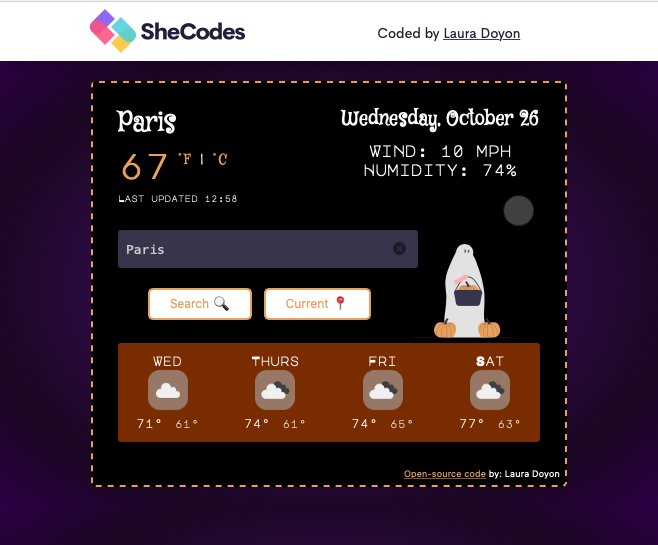 SheCodes
Coded by Laura Doyon
Paris
Wednesday, October 26
67 °F | °C
WIND: 10 MPH
NUMIDITY: 74%
LAST UPDATED 12:58
Paris
Search
Current
WED THURS FRI SAT
71° 61° 74° 61° 74° 65° 77° 63°
Open-source code by: Laura Doyon